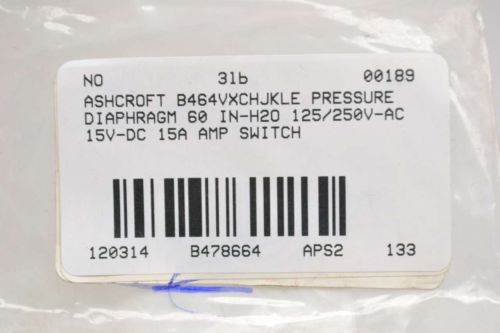 NO 3lb 00189
ASHCROFT B464VXCHJKLE PRESSURE
DIAPHRAGM 60 IN-H2O 125/250V-AC
15V-DC 15A AMP SWITCH
120314 B478664 APS2 133